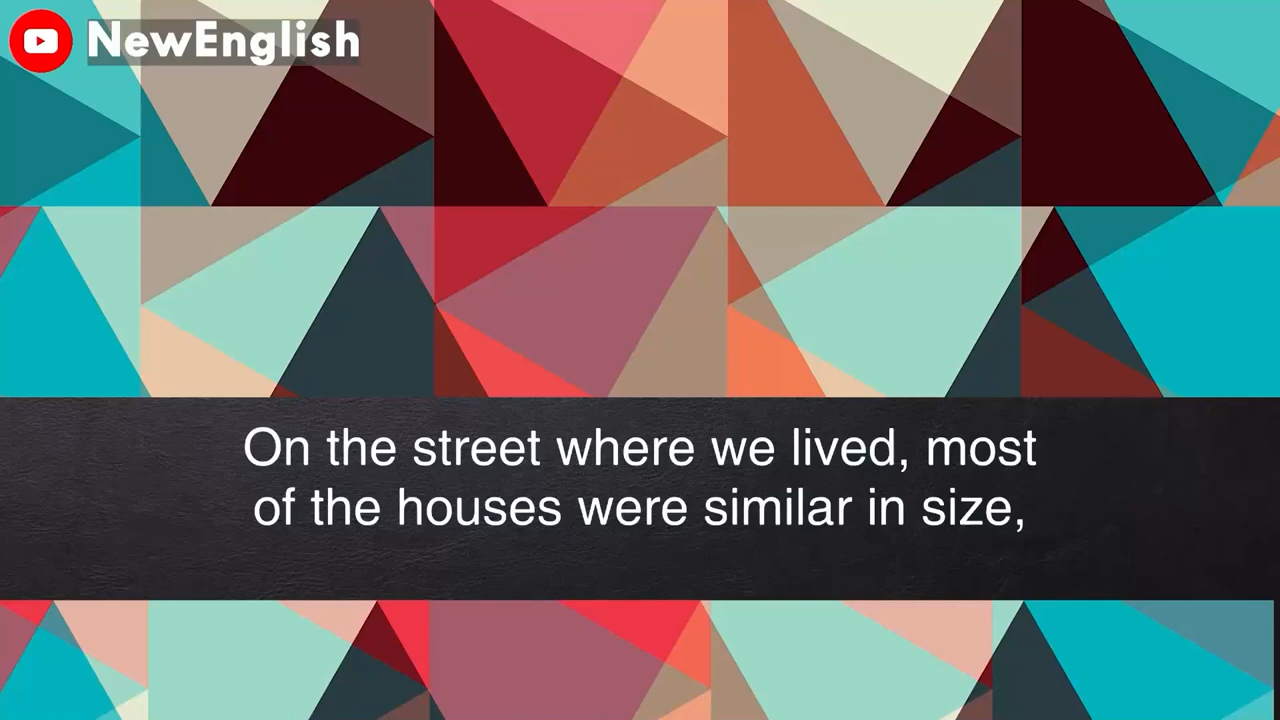 NewEnglish
On the street where we lived, most
of the houses were similar in size,